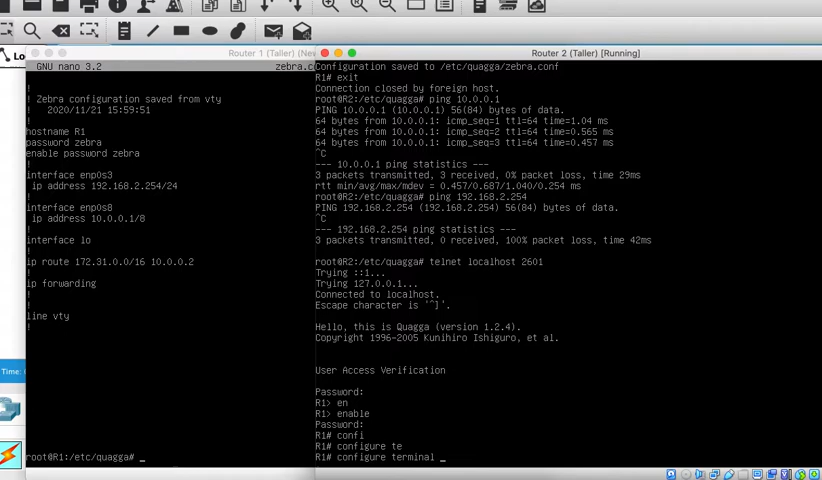 Router 1 (Taller)
Router 2 (Taller) [Running]
GNU nano 3.2
!
! Zebra configuration saved from vty
!   2020/11/21 15:59:51
!
hostname R1
password zebra
enable password zebra
!
interface enp0s3
 ip address 192.168.2.254/24
!
interface enp0s8
 ip address 10.0.0.1/8
!
interface lo
!
ip route 172.31.0.0/16 10.0.0.2
!
ip forwarding
!
!
line vty
!
root@R1:/etc/quagga# _
Configuration saved to /etc/quagga/zebra.conf
R1# exit
Connection closed by foreign host.
root@R2:/etc/quagga# ping 10.0.0.1
PING 10.0.0.1 (10.0.0.1) 56(84) bytes of data.
64 bytes from 10.0.0.1: icmp_seq=1 ttl=64 time=1.04 ms
64 bytes from 10.0.0.1: icmp_seq=2 ttl=64 time=0.565 ms
64 bytes from 10.0.0.1: icmp_seq=3 ttl=64 time=0.457 ms
^C
--- 10.0.0.1 ping statistics ---
3 packets transmitted, 3 received, 0% packet loss, time 29ms
rtt min/avg/max/mdev = 0.457/0.687/1.040/0.254 ms
root@R2:/etc/quagga# ping 192.168.2.254
PING 192.168.2.254 (192.168.2.254) 56(84) bytes of data.
^C
--- 192.168.2.254 ping statistics ---
3 packets transmitted, 0 received, 100% packet loss, time 42ms
root@R2:/etc/quagga# telnet localhost 2601
Trying ::1...
Trying 127.0.0.1...
Connected to localhost.
Escape character is '^]'.
Hello, this is Quagga (version 1.2.4).
Copyright 1996-2005 Kunihiro Ishiguro, et al.
User Access Verification
Password:
R1> en
R1> enable
Password:
R1# confi
R1# configure te
R1# configure terminal _
Time: